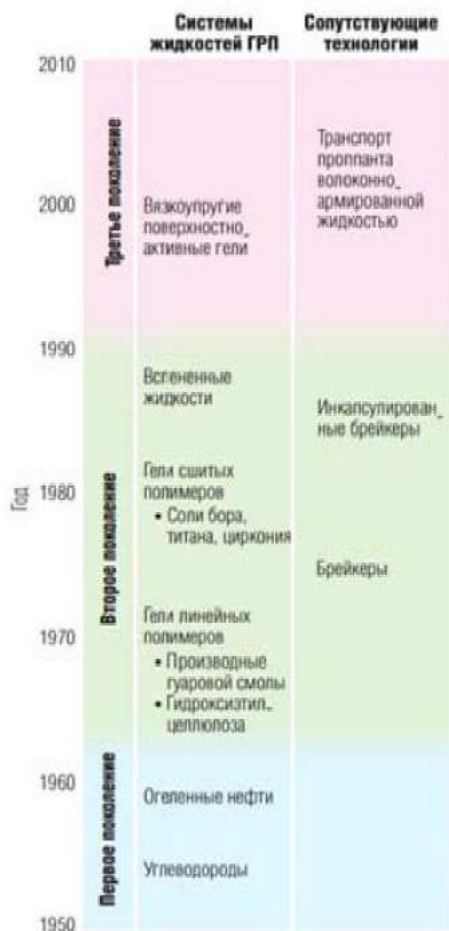 Системы
жидкостей ГРП
Сопутствующие
технологии
2010
Транспорт
проппанта
волоконно-
армированной
жидкостью
2000
Вязкоупругие
поверхностно-
активные гели
Третье поколение
1990
Всгененные
жидкости
Инкапсулирован-
ные брейкеры
Гели сшитых
полимеров
• Соли бора,
титана, циркония
1980
Год
Брейкеры
Второе поколение
Гели линейных
полимеров
• Производные
гуаровой смолы
• Гидроксиэтил-
целлюлоза
1970
1960
Огеленные нефти
Углеводороды
Первое поколение
1950